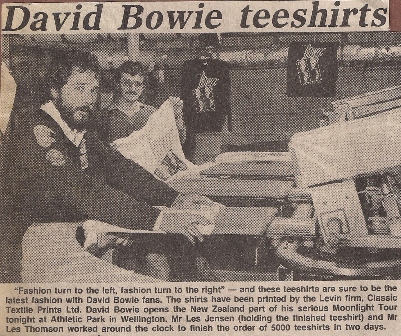 David Bowie teeshirts
"Fashion turn to the left, fashion turn to the right" — and these teeshirts are sure to be the
latest fashion with David Bowie fans. The shirts have been printed by the Levin firm, Classic
Textile Prints Ltd. David Bowie opens the New Zealand part of his serious Moonlight Tour
tonight at Athletic Park in Wellington. Mr Les Jensen (holding the finished teeshirt) and Mr
Les Thomson worked around the clock to finish the order of 5000 teeshirts in two days.